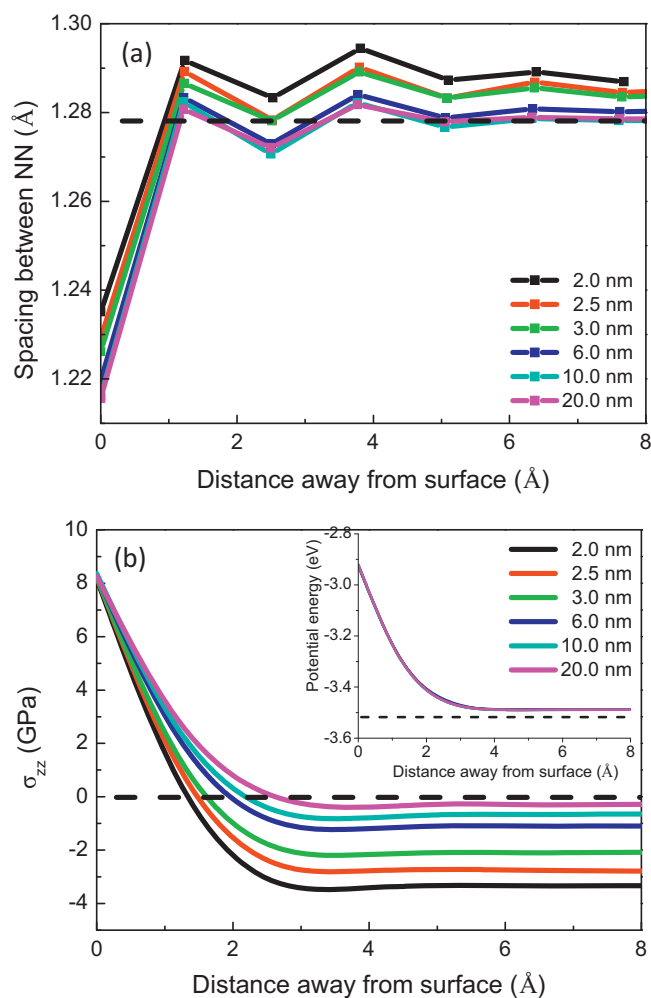 (a)
Spacing between NN (Å)
1.30
1.28
1.26
1.24
1.22
2.0 nm
2.5 nm
3.0 nm
6.0 nm
10.0 nm
20.0 nm
0 2 4 6 8
Distance away from surface (Å)
(b)
σzz (GPa)
10
8
6
4
2
0
-2
-4
Potential energy (eV)
-2.8
-3.0
-3.2
-3.4
-3.6
2.0 nm
2.5 nm
3.0 nm
6.0 nm
10.0 nm
20.0 nm
0 2 4 6 8
Distance away from surface (Å)
0 2 4 6 8
Distance away from surface (Å)